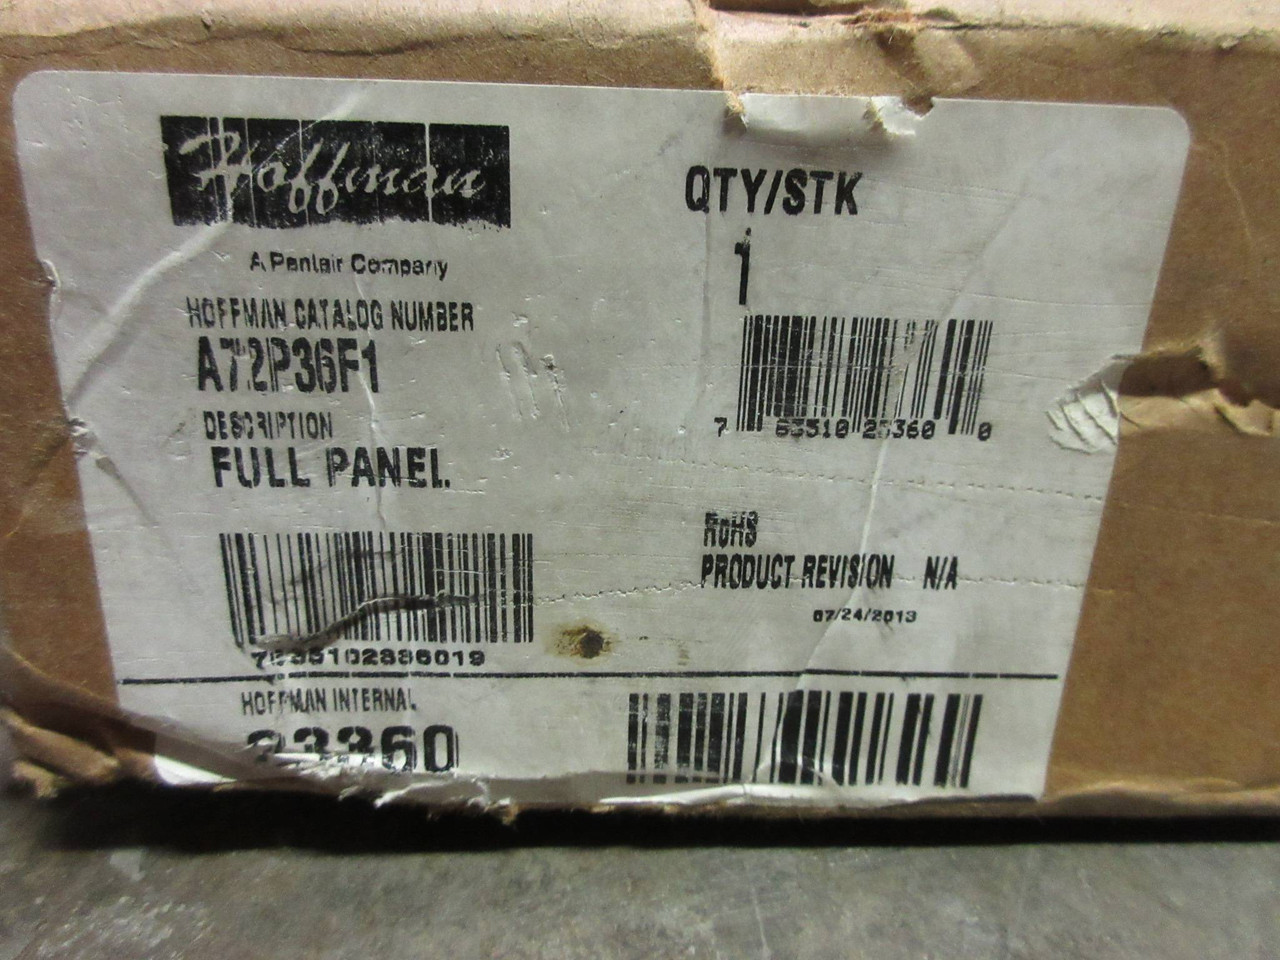 Hoffman
A Pentair Company
HOFFMAN CATALOG NUMBER
A72P36F1
DESCRIPTION
FULL PANEL
QTY/STK
1
RoHS
PRODUCT REVISION N/A
07/24/2013
HOFFMAN INTERNAL